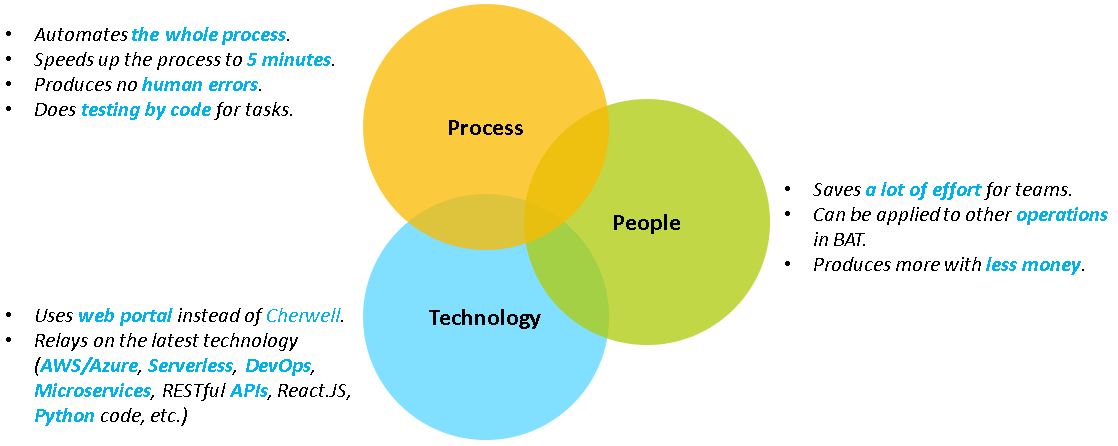 • Automates the whole process.
• Speeds up the process to 5 minutes.
• Produces no human errors.
• Does testing by code for tasks.
Process
People
• Saves a lot of effort for teams.
• Can be applied to other operations
in BAT.
• Produces more with less money.
Technology
• Uses web portal instead of Cherwell.
• Relays on the latest technology
(AWS/Azure, Serverless, DevOps,
Microservices, RESTful APIs, React.JS,
Python code, etc.)